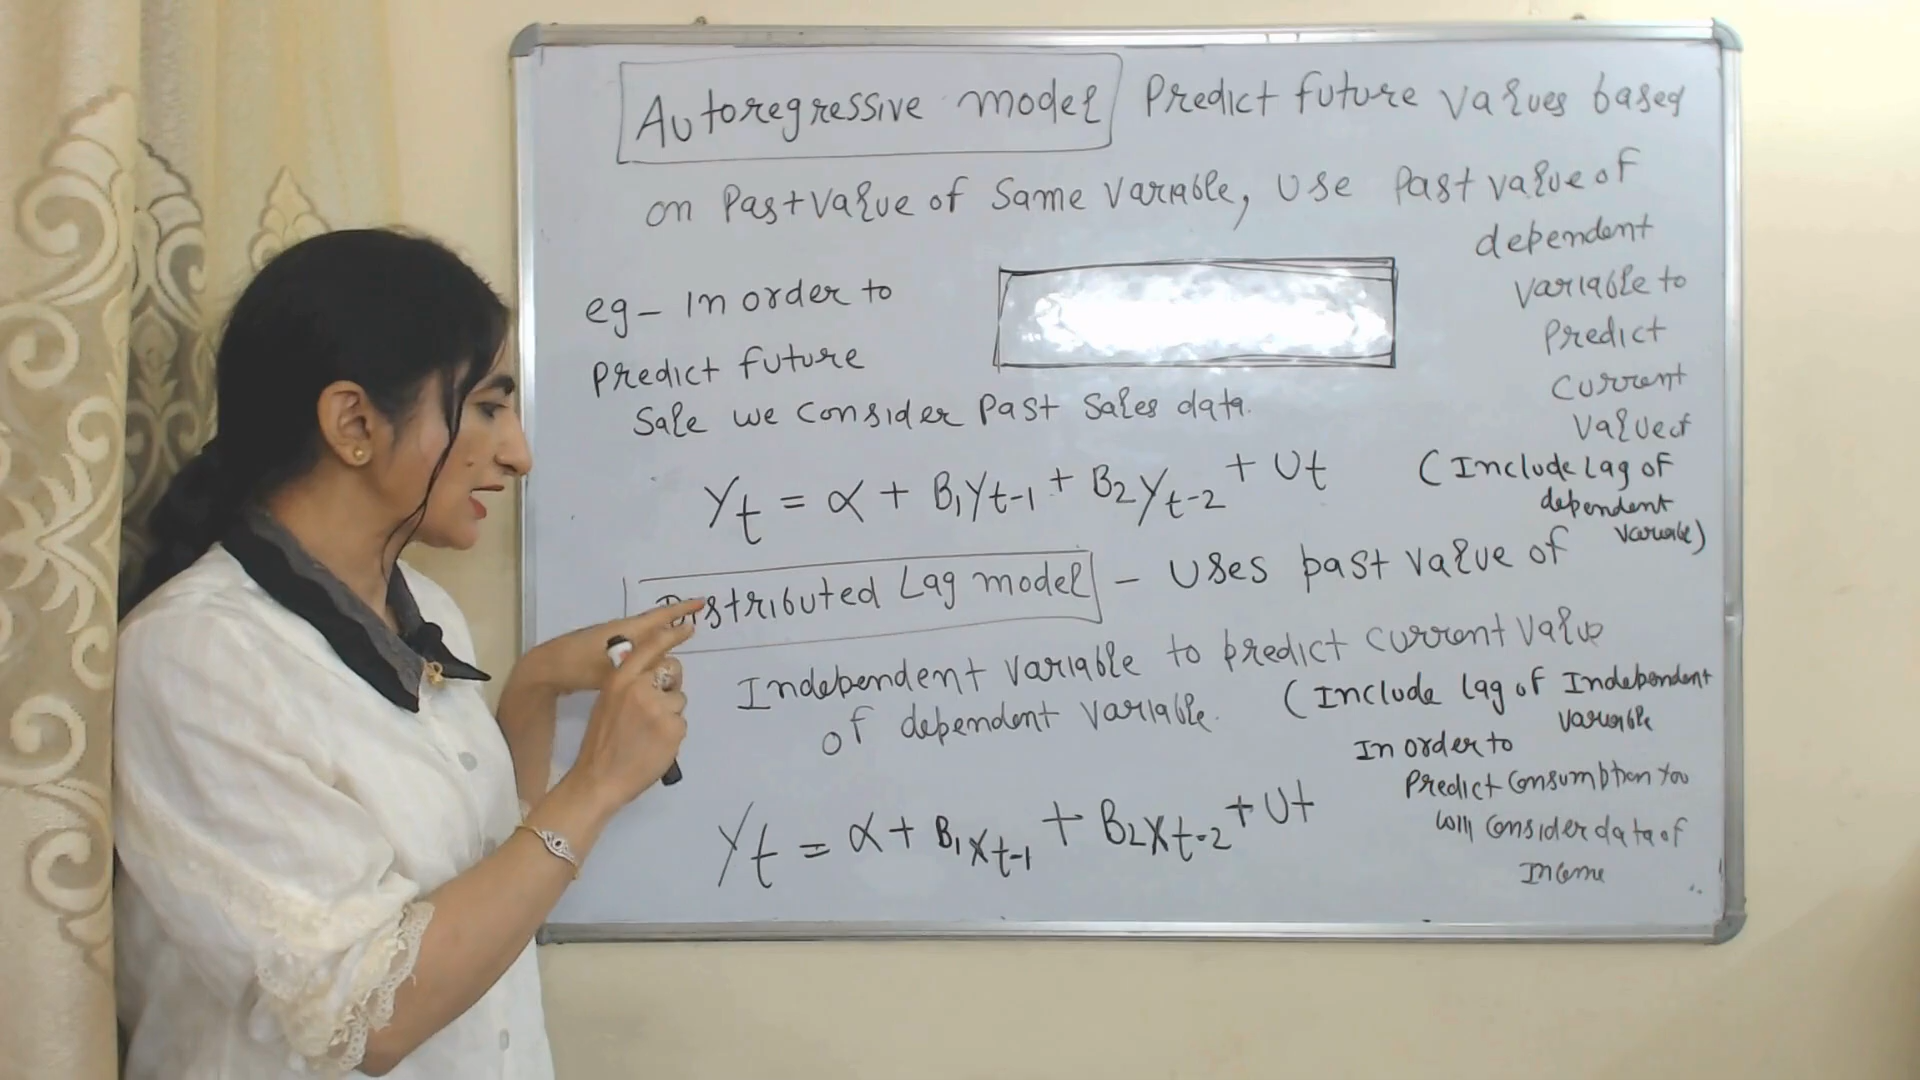 Autoregressive model Predict future values based
on Past value of Same Variable, Use Past value of
dependent
variable to
Predict
Current
Value of
eg- In order to
Predict future
Sale we consider Past Sales data.
Yt = α + B1Yt-1 + B2Yt-2 + Ut
(Include Lag of
dependent
variable)
Distributed Lag model - Uses past value of
Independent variable to predict current value
of dependent variable.
(Include lag of Independent
variable
In order to
Predict Consumption You
will consider data of
Income
Yt = α + B1Xt-1 + B2Xt-2 + Ut